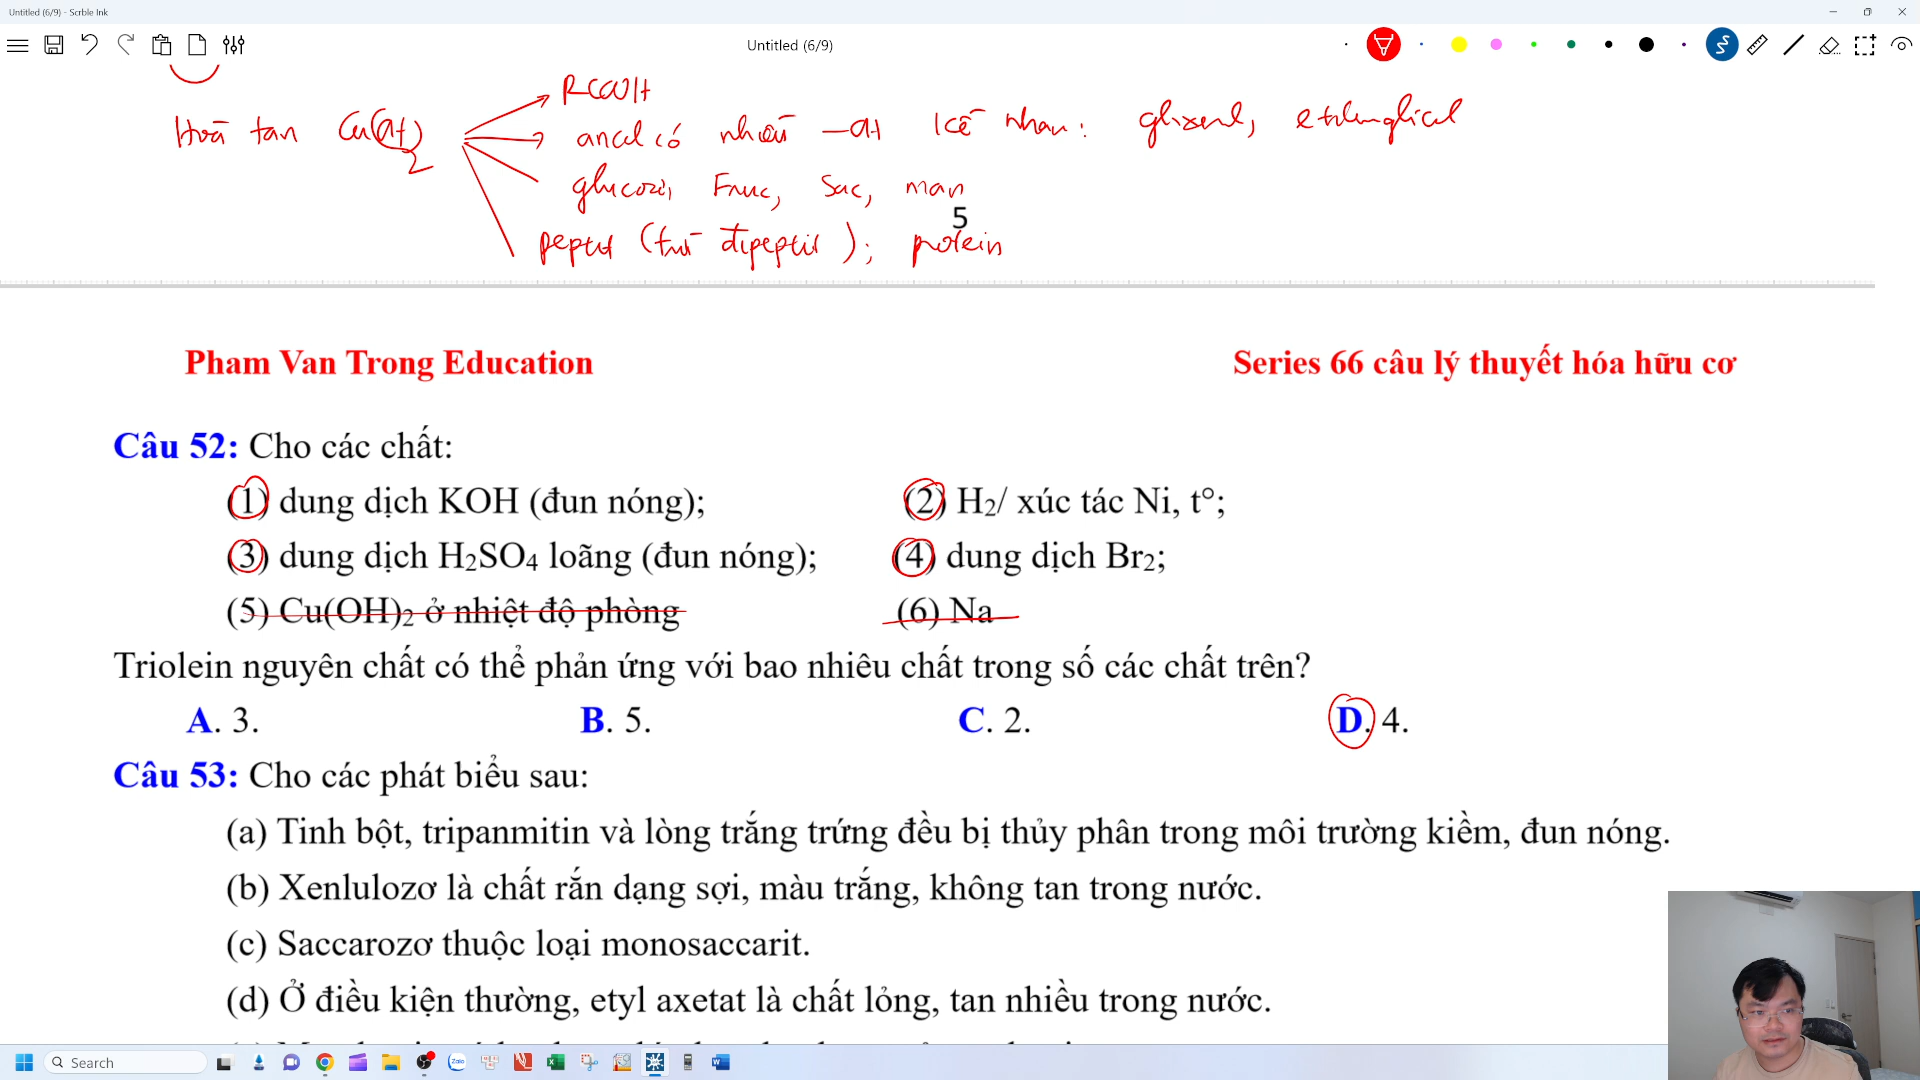 Untitled (6/9) - Scrble Ink
Untitled (6/9)
RCOOH
Hoà tan Cu(OH)2
ancol có nhiều -OH kề nhau: glixerol, etilenglicol
glucozơ, Fruc, Sac, man
5
peptit (trừ đipeptit); protein
Pham Van Trong Education
Series 66 câu lý thuyết hóa hữu cơ
Câu 52: Cho các chất:
(1) dung dịch KOH (đun nóng); (2) H2/ xúc tác Ni, t°;
(3) dung dịch H2SO4 loãng (đun nóng); (4) dung dịch Br2;
(5) Cu(OH)2 ở nhiệt độ phòng (6) Na
Triolein nguyên chất có thể phản ứng với bao nhiêu chất trong số các chất trên?
A. 3. B. 5. C. 2. D. 4.
Câu 53: Cho các phát biểu sau:
(a) Tinh bột, tripanmitin và lòng trắng trứng đều bị thủy phân trong môi trường kiềm, đun nóng.
(b) Xenlulozơ là chất rắn dạng sợi, màu trắng, không tan trong nước.
(c) Saccarozơ thuộc loại monosaccarit.
(d) Ở điều kiện thường, etyl axetat là chất lỏng, tan nhiều trong nước.
Search
Zalo